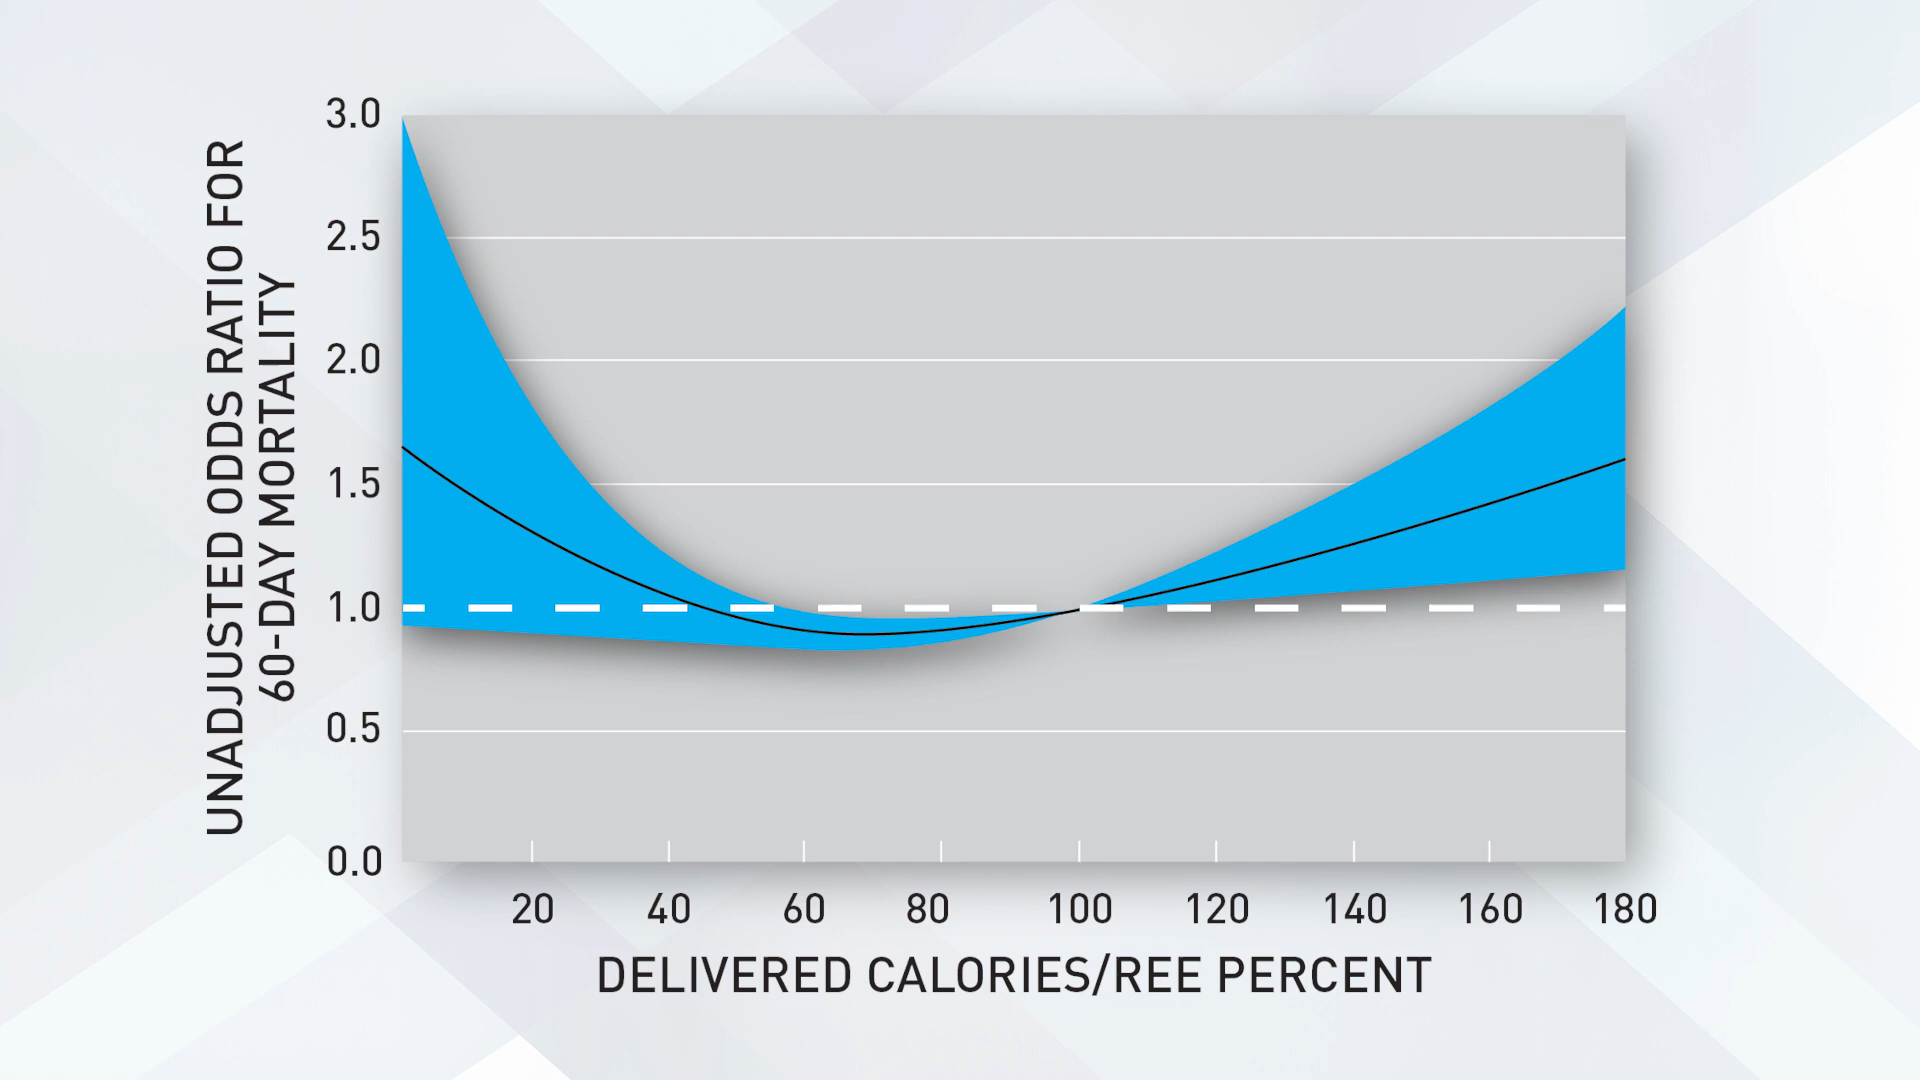 UNADJUSTED ODDS RATIO FOR
60-DAY MORTALITY
3.0
2.5
2.0
1.5
1.0
0.5
0.0
20 40 60 80 100 120 140 160 180
DELIVERED CALORIES/REE PERCENT